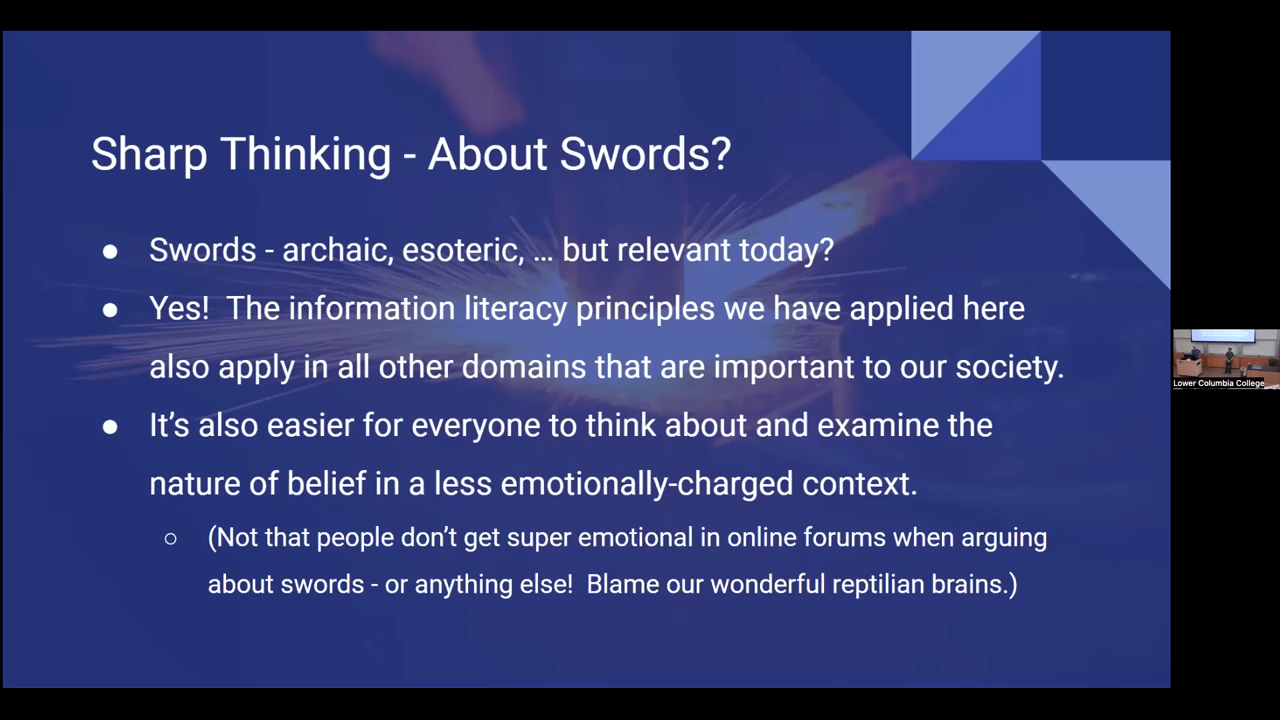 Sharp Thinking - About Swords?
● Swords - archaic, esoteric, … but relevant today?
● Yes!  The information literacy principles we have applied here
also apply in all other domains that are important to our society.
● It’s also easier for everyone to think about and examine the
nature of belief in a less emotionally-charged context.
○ (Not that people don’t get super emotional in online forums when arguing
about swords - or anything else!  Blame our wonderful reptilian brains.)
Lower Columbia College